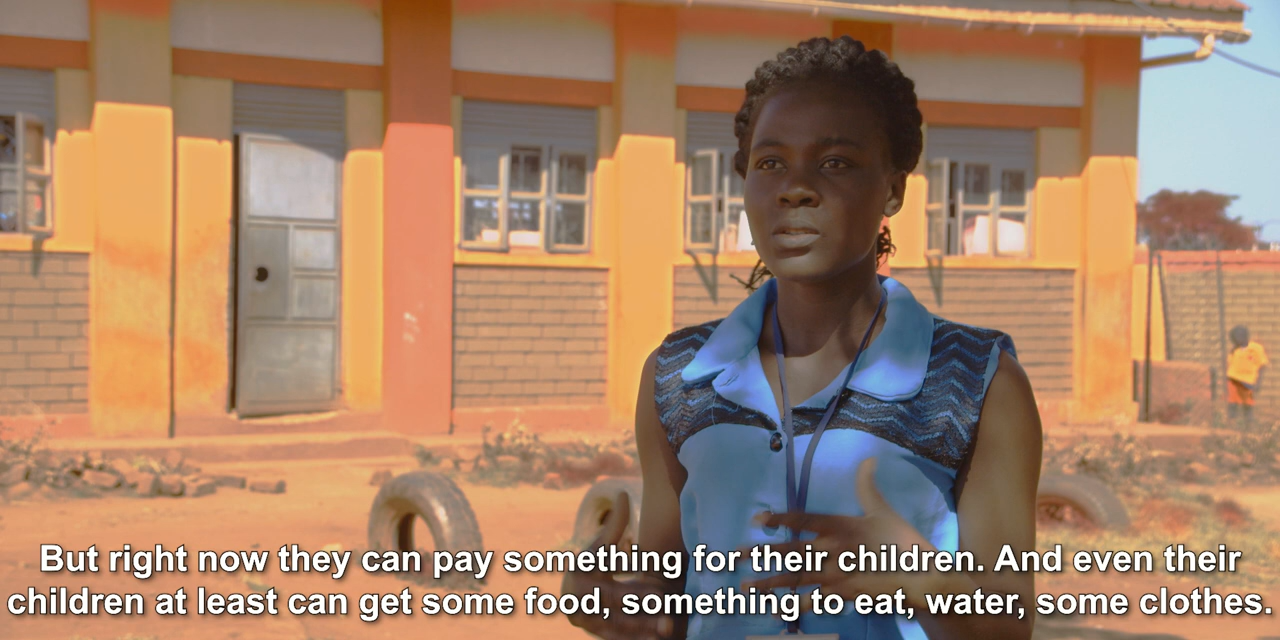 But right now they can pay something for their children. And even their
children at least can get some food, something to eat, water, some clothes.